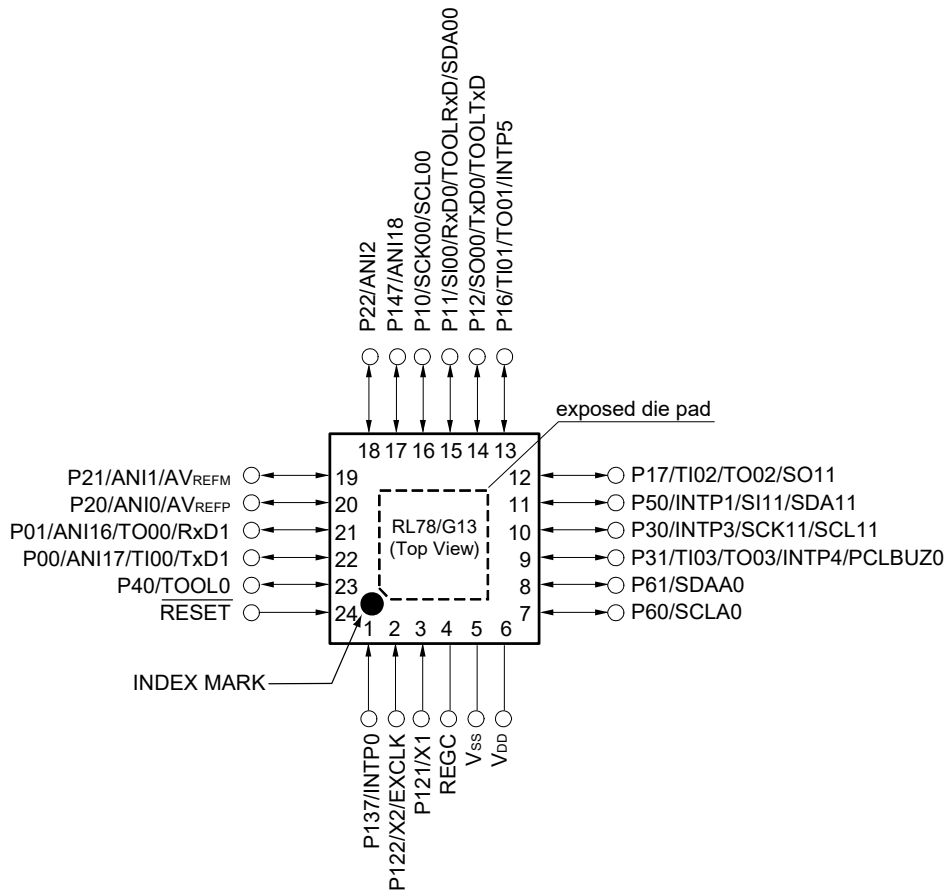 P22/ANI2
P147/ANI18
P10/SCK00/SCL00
P11/SI00/RxD0/TOOLRxD/SDA00
P12/SO00/TxD0/TOOLTxD
P16/TI01/TO01/INTP5
exposed die pad
18 17 16 15 14 13
P21/ANI1/AVREFM 19
P20/ANI0/AVREFP 20
P01/ANI16/TO00/RxD1 21
P00/ANI17/TI00/TxD1 22
P40/TOOL0 23
RESET 24
RL78/G13
(Top View)
12 P17/TI02/TO02/SO11
11 P50/INTP1/SI11/SDA11
10 P30/INTP3/SCK11/SCL11
9 P31/TI03/TO03/INTP4/PCLBUZ0
8 P61/SDAA0
7 P60/SCLA0
1 2 3 4 5 6
INDEX MARK
P137/INTP0
P122/X2/EXCLK
P121/X1
REGC
VSS
VDD